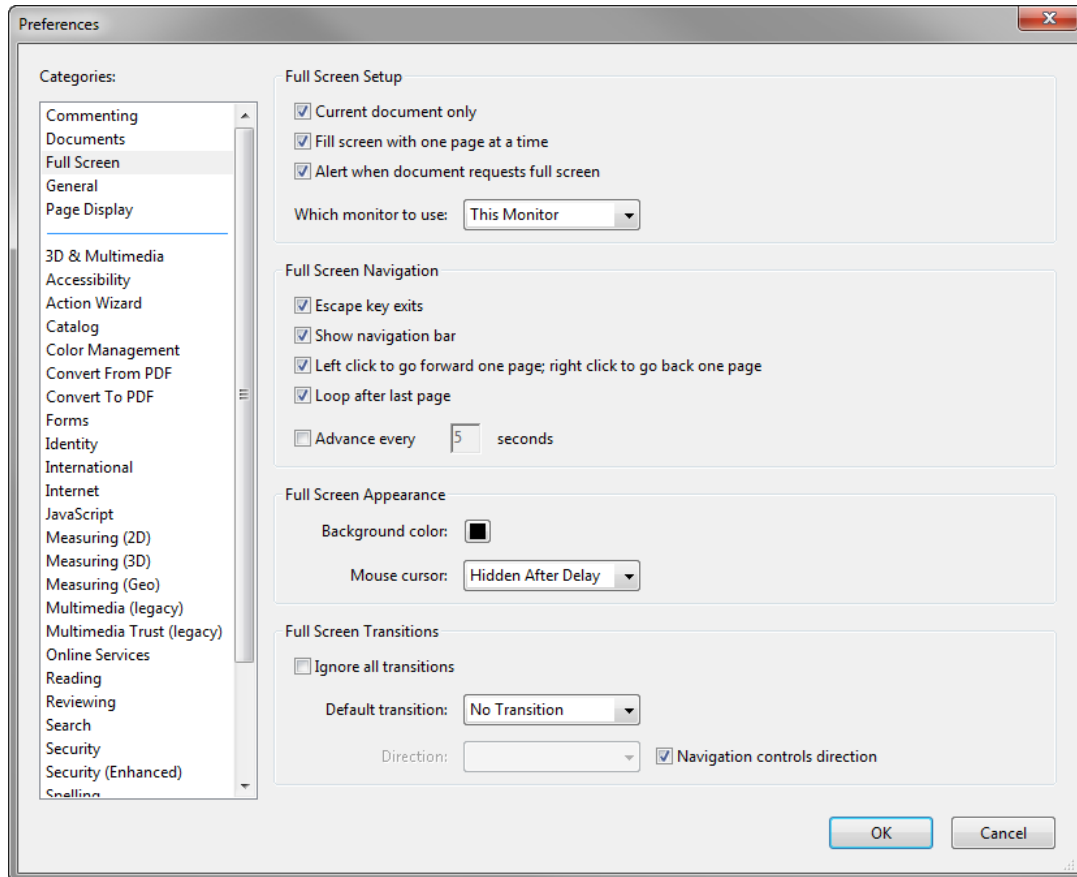 Preferences
Categories:
Commenting
Documents
Full Screen
General
Page Display
3D & Multimedia
Accessibility
Action Wizard
Catalog
Color Management
Convert From PDF
Convert To PDF
Forms
Identity
International
Internet
JavaScript
Measuring (2D)
Measuring (3D)
Measuring (Geo)
Multimedia (legacy)
Multimedia Trust (legacy)
Online Services
Reading
Reviewing
Search
Security
Security (Enhanced)
Spelling
Full Screen Setup
Current document only
Fill screen with one page at a time
Alert when document requests full screen
Which monitor to use: This Monitor
Full Screen Navigation
Escape key exits
Show navigation bar
Left click to go forward one page; right click to go back one page
Loop after last page
Advance every 5 seconds
Full Screen Appearance
Background color:
Mouse cursor: Hidden After Delay
Full Screen Transitions
Ignore all transitions
Default transition: No Transition
Direction: Navigation controls direction
OK Cancel